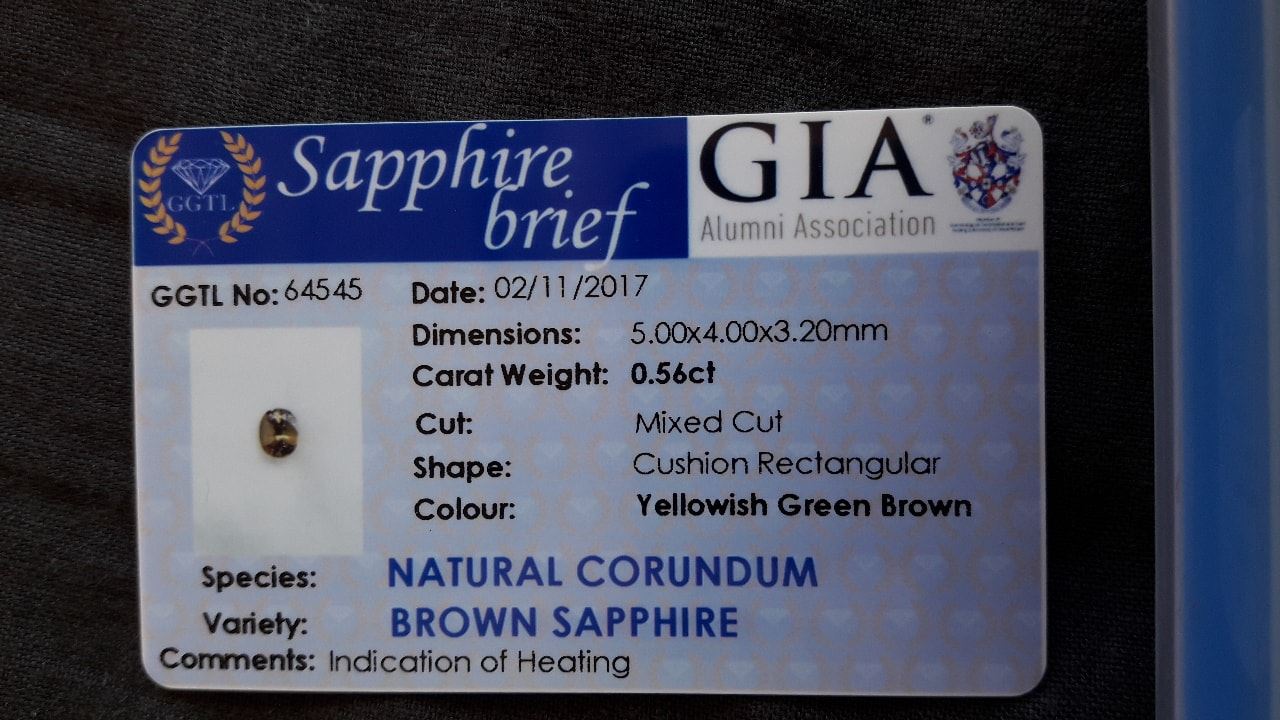 GGTL
Sapphire
brief
GIA®
Alumni Association
GGTL No: 64545
Date: 02/11/2017
Dimensions: 5.00x4.00x3.20mm
Carat Weight: 0.56ct
Cut: Mixed Cut
Shape: Cushion Rectangular
Colour: Yellowish Green Brown
Species: NATURAL CORUNDUM
Variety: BROWN SAPPHIRE
Comments: Indication of Heating